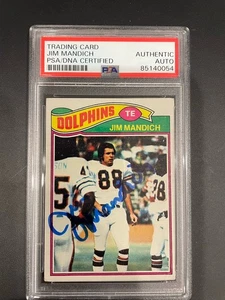 TRADING CARD AUTHENTIC
JIM MANDICH AUTO
PSA/DNA CERTIFIED PSA 85140054
DOLPHINS TE
JIM MANDICH
88